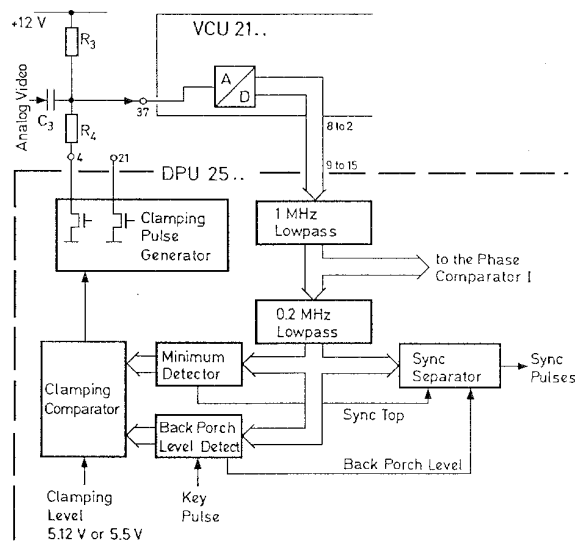 +12 V
R3
VCU 21..
A
D
Analog Video
C3
37
R4
8 to 2
4
21
9 to 15
DPU 25..
Clamping
Pulse
Generator
1 MHz
Lowpass
to the Phase
Comparator I
0.2 MHz
Lowpass
Clamping
Comparator
Minimum
Detector
Sync
Separator
Sync
Pulses
Sync Top
Back Porch
Level Detect
Back Porch Level
Clamping
Level
5.12 V or 5.5 V
Key
Pulse